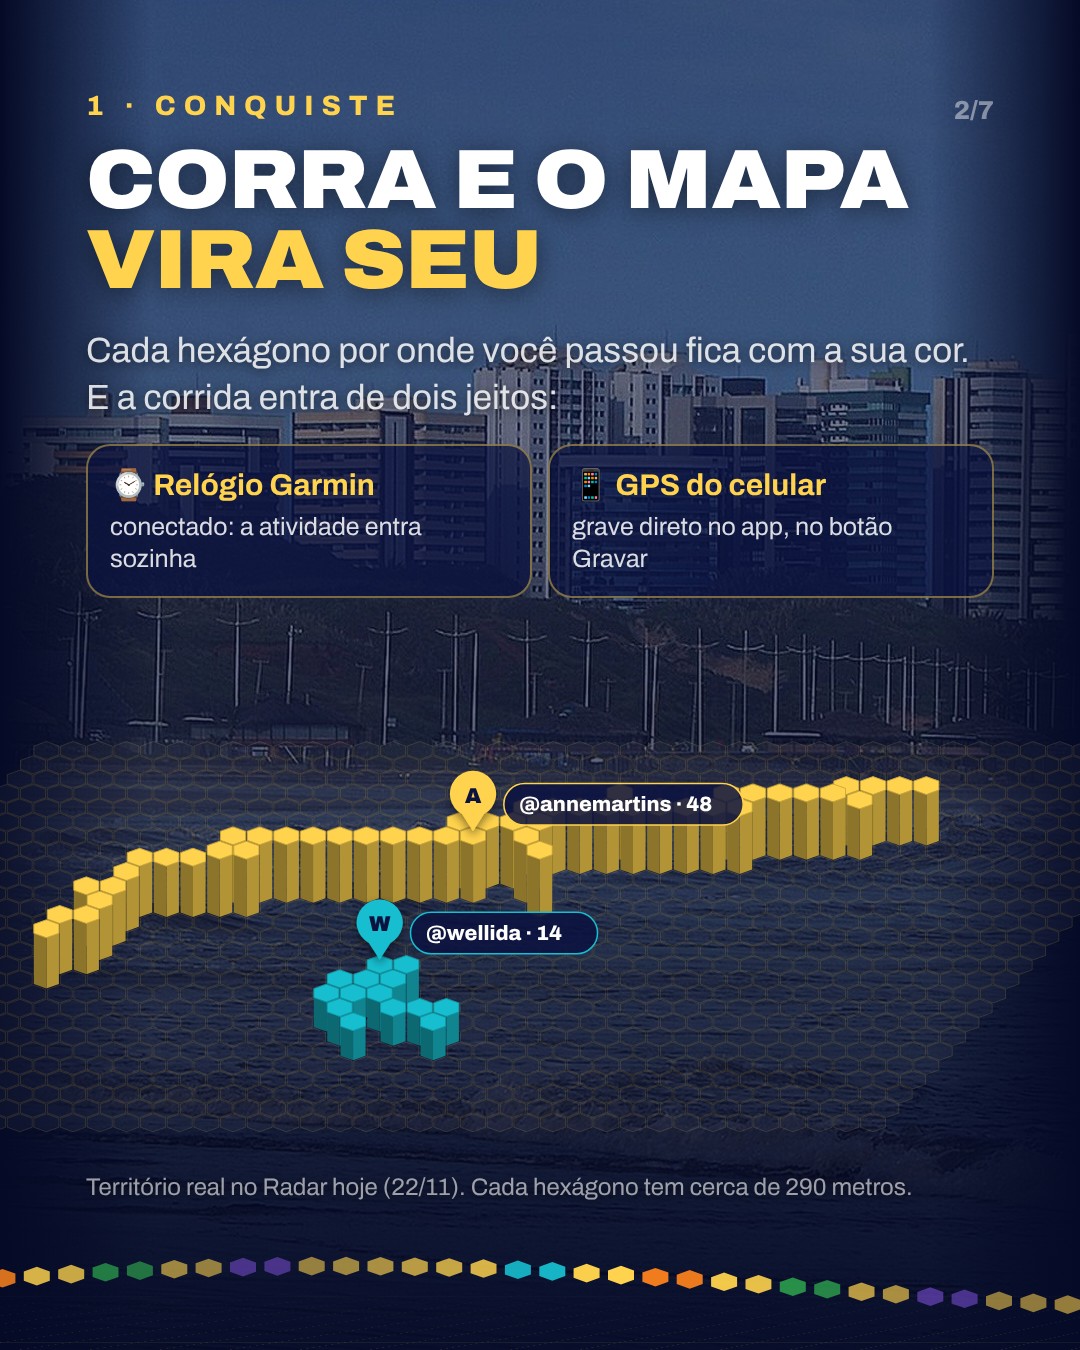 1 · CONQUISTE
2/7
CORRA E O MAPA
VIRA SEU
Cada hexágono por onde você passou fica com a sua cor.
E a corrida entra de dois jeitos:
Relógio Garmin
conectado: a atividade entra
sozinha
GPS do celular
grave direto no app, no botão
Gravar
A
@annemartins · 48
W
@wellida · 14
Território real no Radar hoje (22/11). Cada hexágono tem cerca de 290 metros.